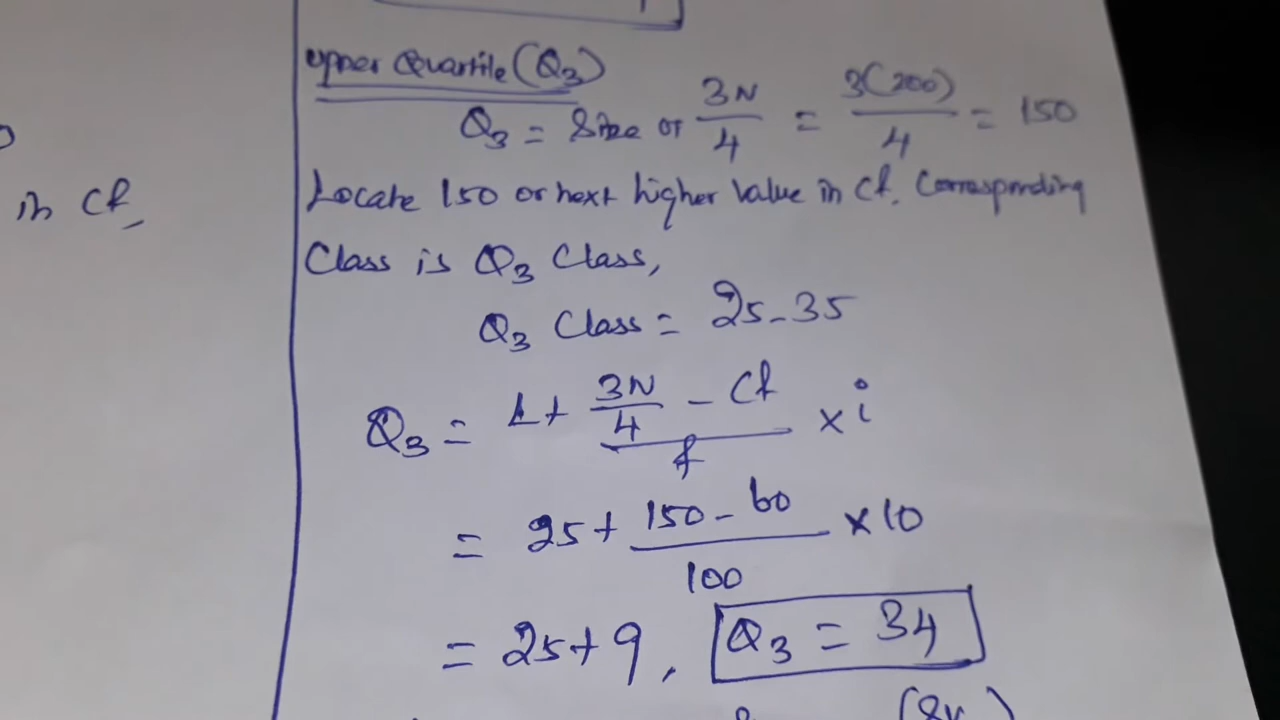 Upper Quartile (Q3)
Q3 = Size of 3N/4 = 3(200)/4 = 150
in Cf,
Locate 150 or next higher value in Cf. Corresponding
Class is Q3 Class,
Q3 Class = 25-35
Q3 = L + 3N/4 - Cf / f × i
= 25 + 150 - 60 / 100 × 10
= 25 + 9, Q3 = 34